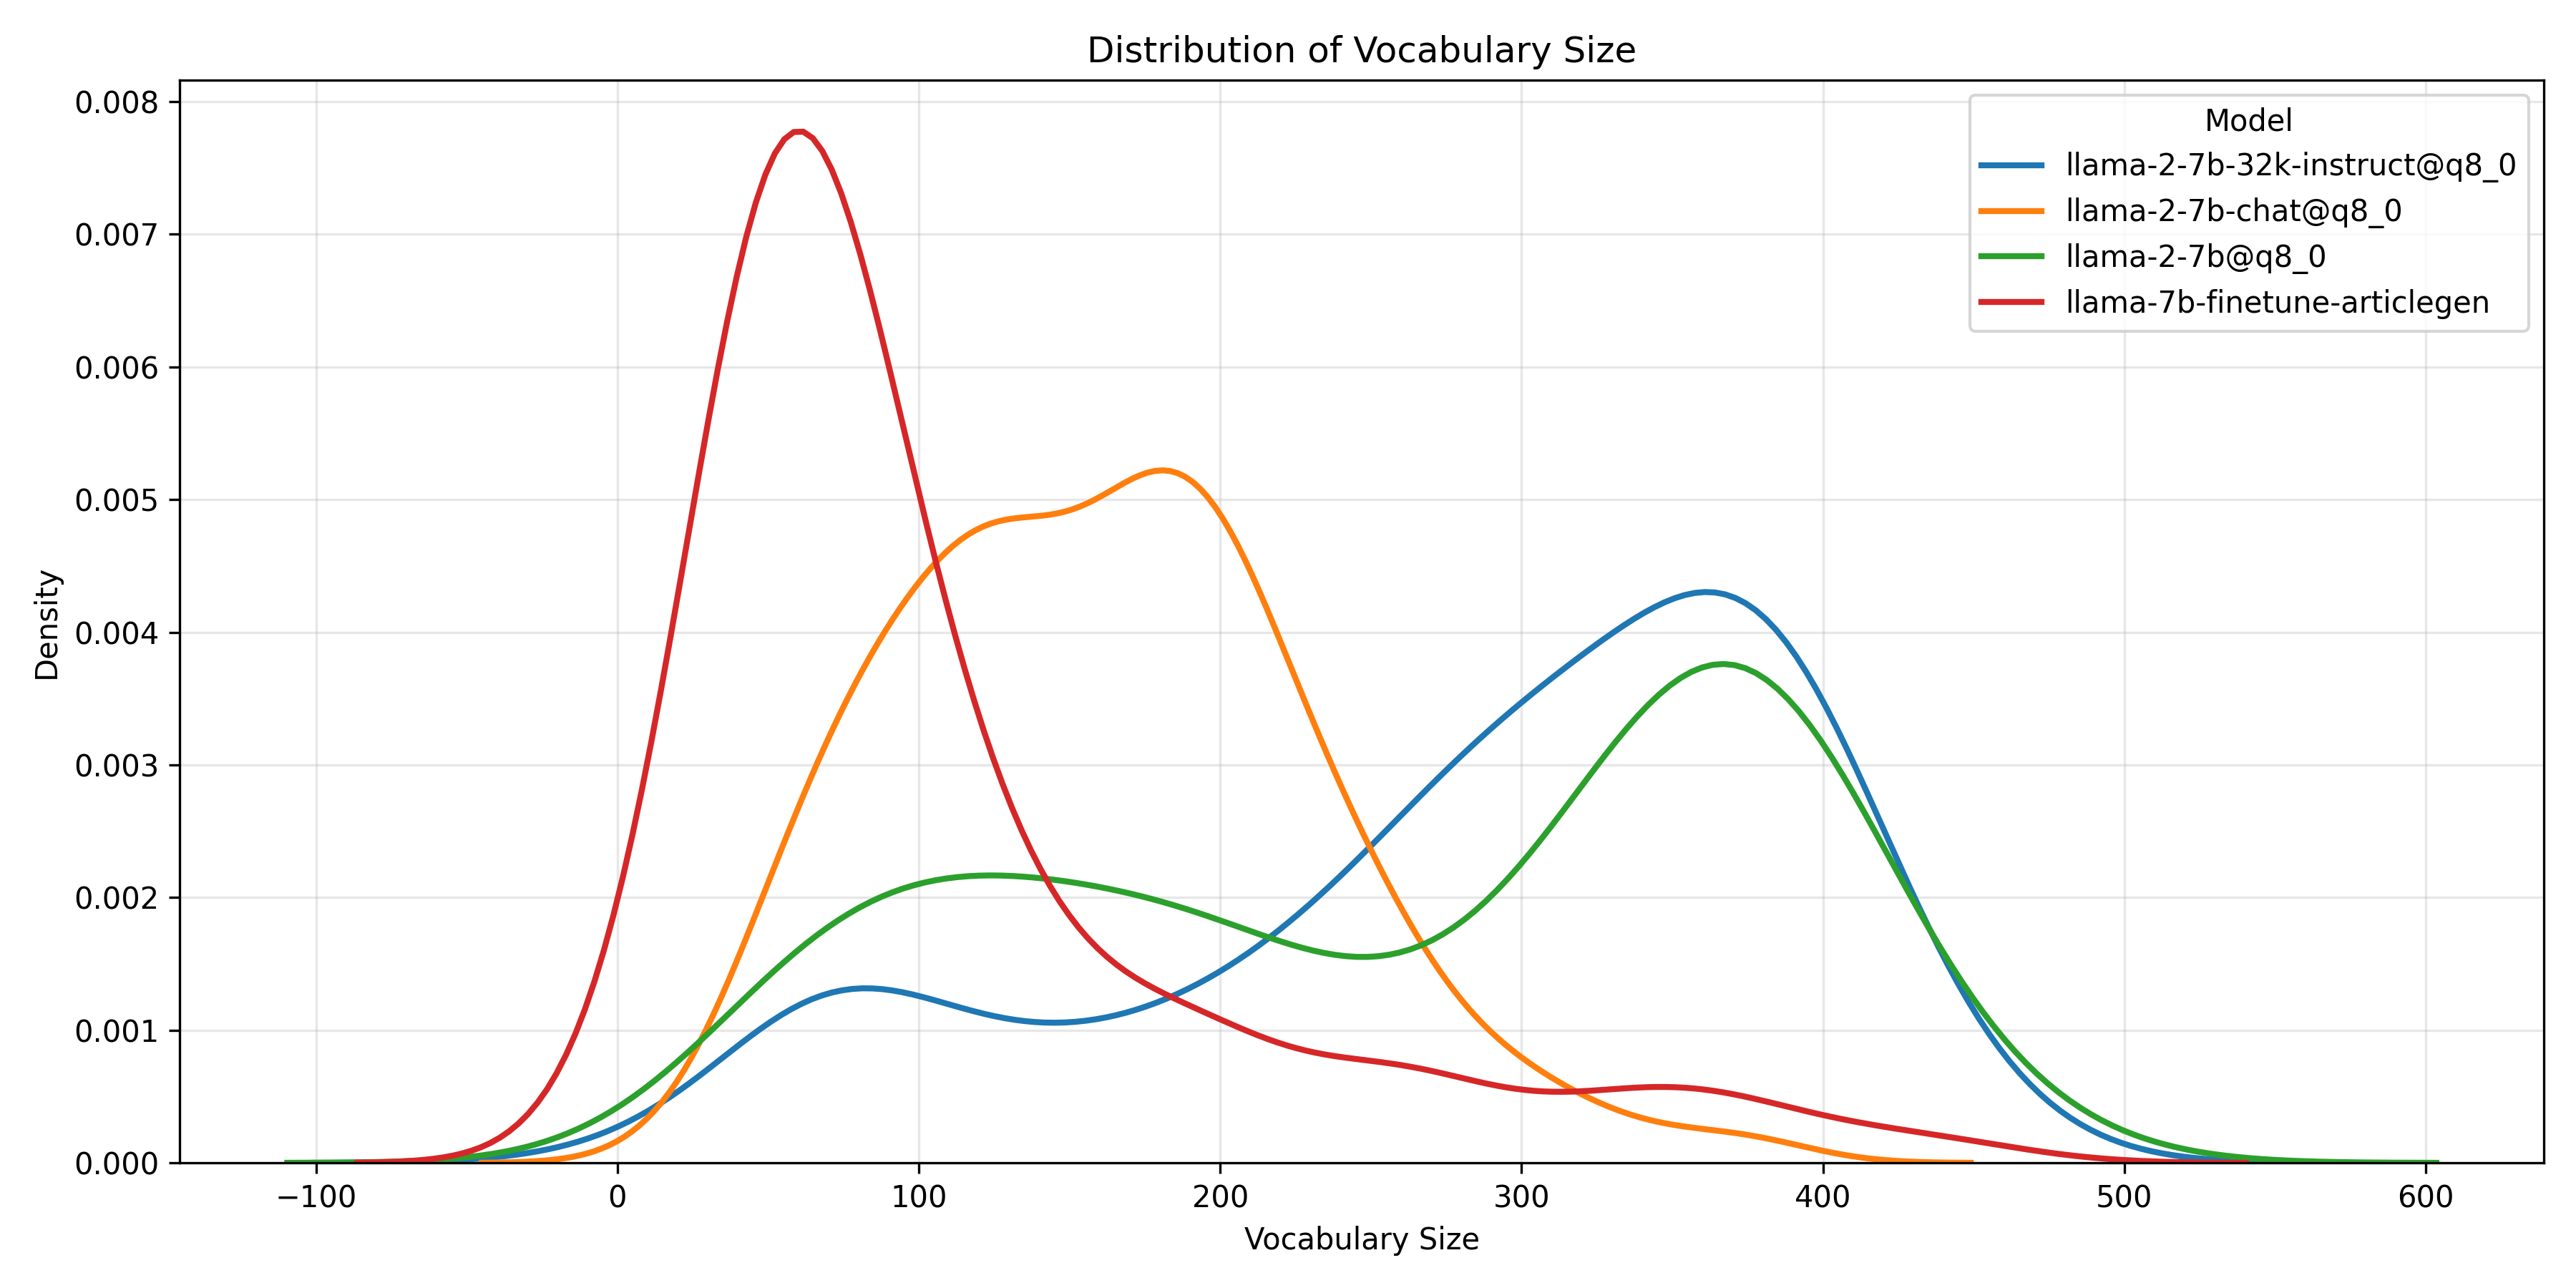 Distribution of Vocabulary Size
Model
llama-2-7b-32k-instruct@q8_0
llama-2-7b-chat@q8_0
llama-2-7b@q8_0
llama-7b-finetune-articlegen
Density
0.008
0.007
0.006
0.005
0.004
0.003
0.002
0.001
0.000
−100 0 100 200 300 400 500 600
Vocabulary Size